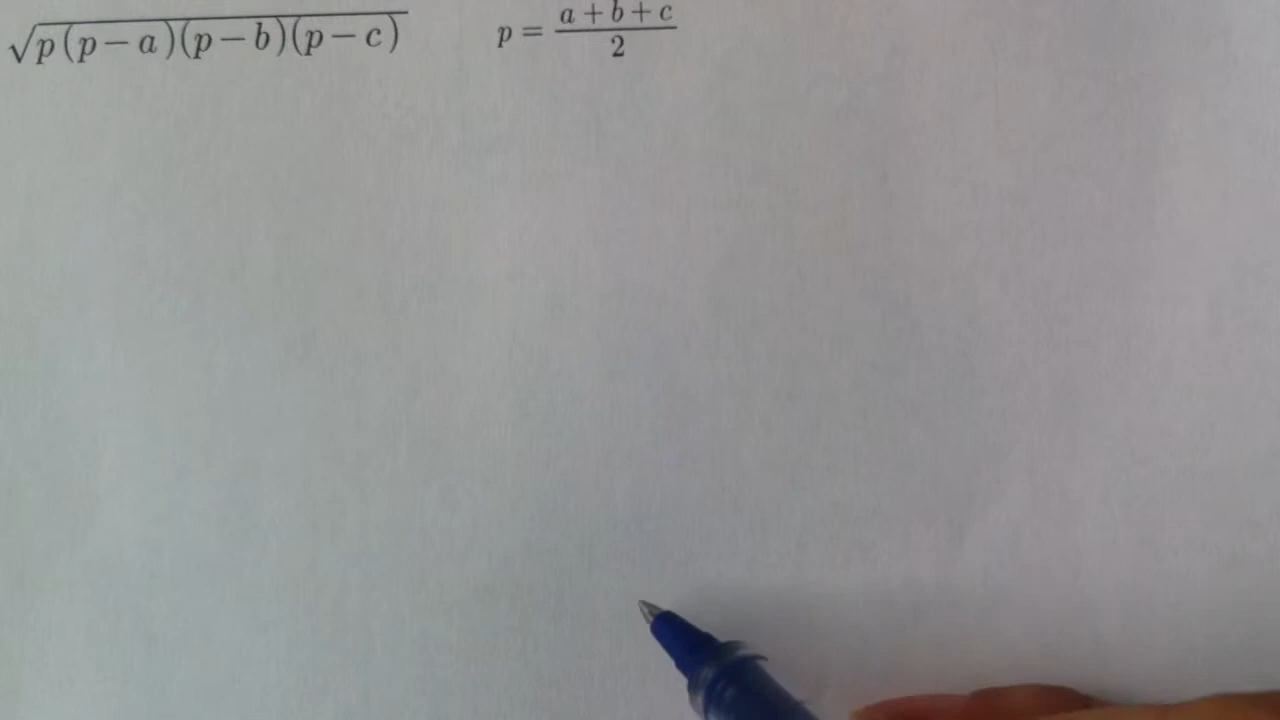 √p(p−a)(p−b)(p−c) p = a+b+c / 2